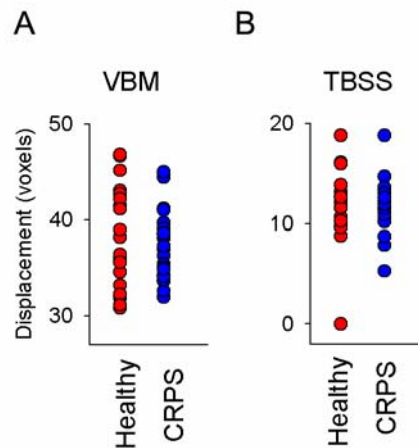 A
B
VBM
TBSS
Displacement (voxels)
50
40
30
20
10
0
Healthy
CRPS
Healthy
CRPS